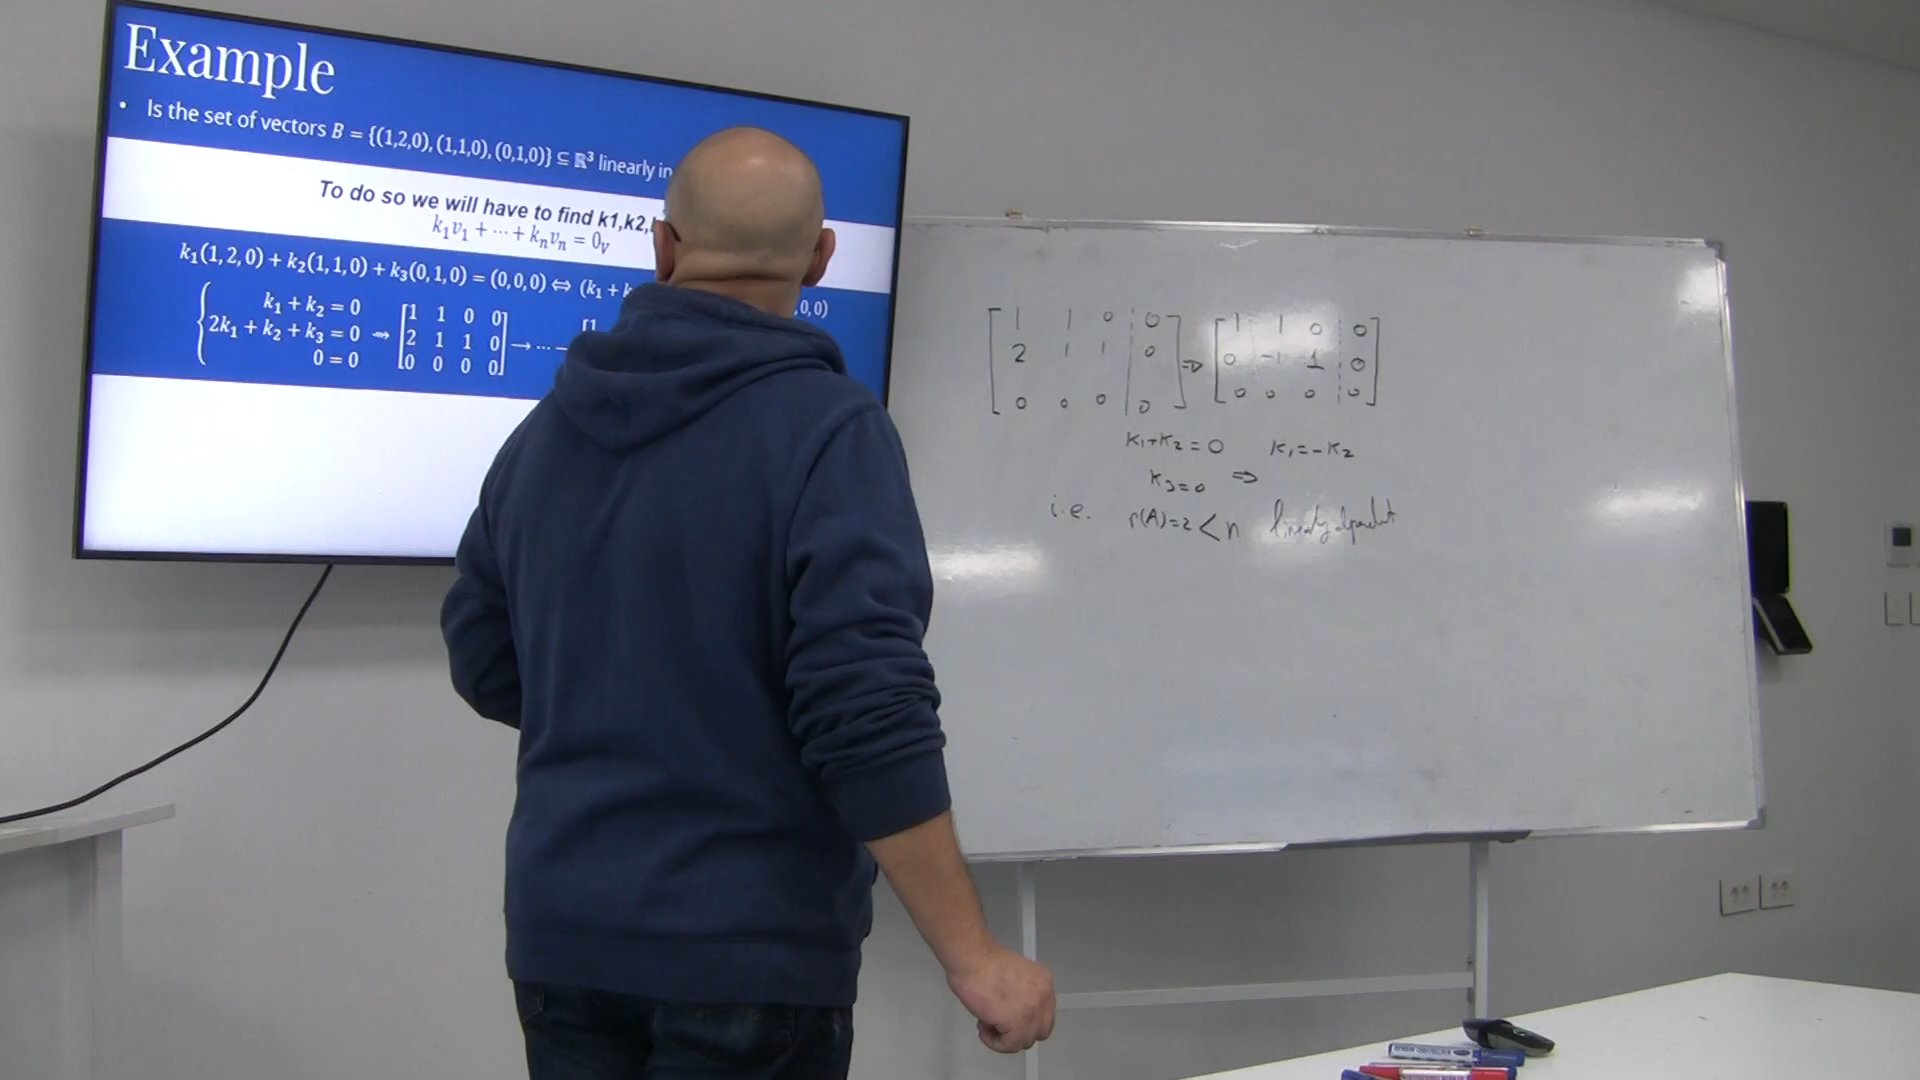 Example
• Is the set of vectors B = {(1,2,0), (1,1,0), (0,1,0)} ⊆ ℝ³ linearly in
To do so we will have to find k1,k2,
k₁v₁ + ⋯ + kₙvₙ = 0ᵥ
k₁(1,2,0) + k₂(1,1,0) + k₃(0,1,0) = (0,0,0) ⇔ (k₁ + k ,0,0)
k₁ + k₂ = 0
2k₁ + k₂ + k₃ = 0 ⇝
0 = 0
1 1 0 0
2 1 1 0 → ⋯ –
0 0 0 0
[1
1 1 0 0
2 1 1 0 ⇒
0 0 0 0
1 1 0 0
0 -1 1 0
0 0 0 0
k₁+k₂ = 0 k₁=-k₂
k₃=0 ⇒
i.e. r(A)=2 < n linearly dependent